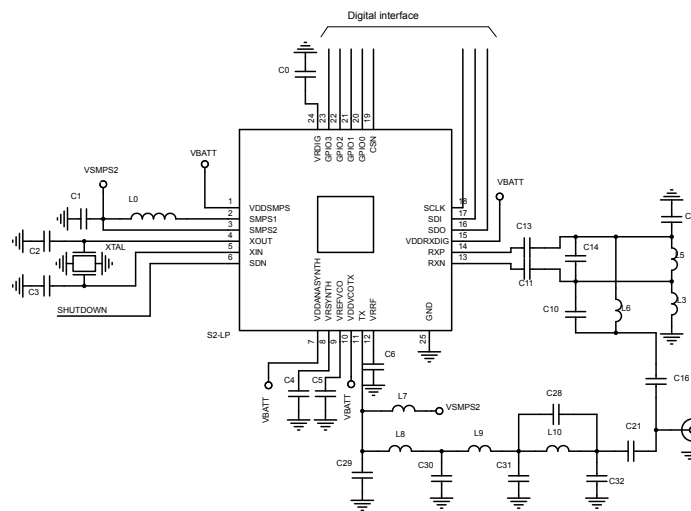 Digital interface
C0
24
23
22
21
20
19
VRDIG
GPIO3
GPIO2
GPIO1
GPIO0
CSN
VBATT
VSMPS2
C1
L0
1
2
3
4
5
6
VDDSMPS
SMPS1
SMPS2
XOUT
XIN
SDN
C2
XTAL
C3
SHUTDOWN
SCLK
SDI
SDO
VDDRXDIG
RXP
RXN
18
17
16
15
14
13
VBATT
C13
C11
C14
C10
L6
C
L5
L3
C16
S2-LP
VDDANASYNTH
VRSYNTH
VREFVCO
VDDVCOTX
TX
VRRF
GND
7
8
9
10
11
12
25
VBATT
C4
C5
VBATT
C6
L7
VSMPS2
C28
L8
L9
L10
C21
C29
C30
C31
C32